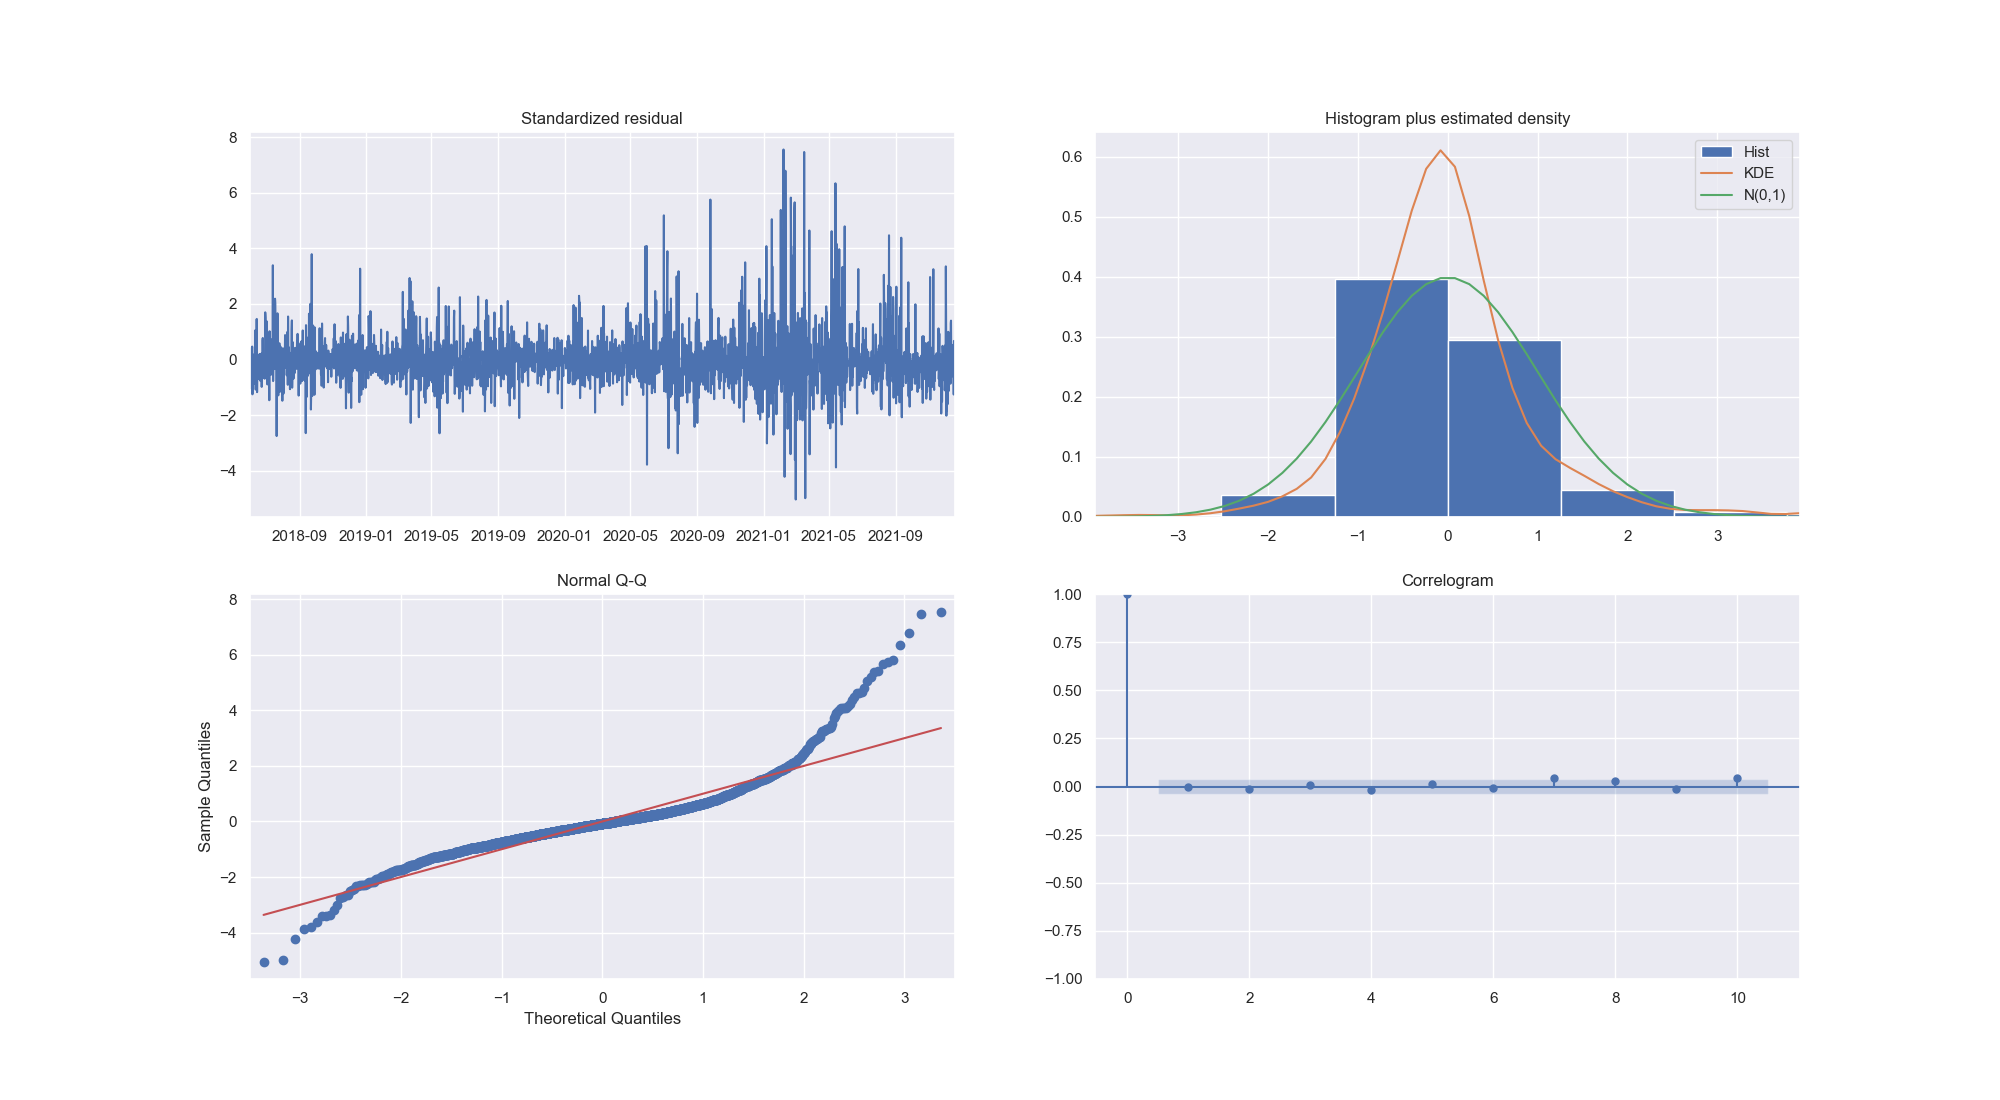 Standardized residual
8
6
4
2
0
−2
−4
2018-09 2019-01 2019-05 2019-09 2020-01 2020-05 2020-09 2021-01 2021-05 2021-09
Histogram plus estimated density
Hist
KDE
N(0,1)
0.6
0.5
0.4
0.3
0.2
0.1
0.0
−3 −2 −1 0 1 2 3
Normal Q-Q
Sample Quantiles
8
6
4
2
0
−2
−4
−3 −2 −1 0 1 2 3
Theoretical Quantiles
Correlogram
1.00
0.75
0.50
0.25
0.00
−0.25
−0.50
−0.75
−1.00
0 2 4 6 8 10